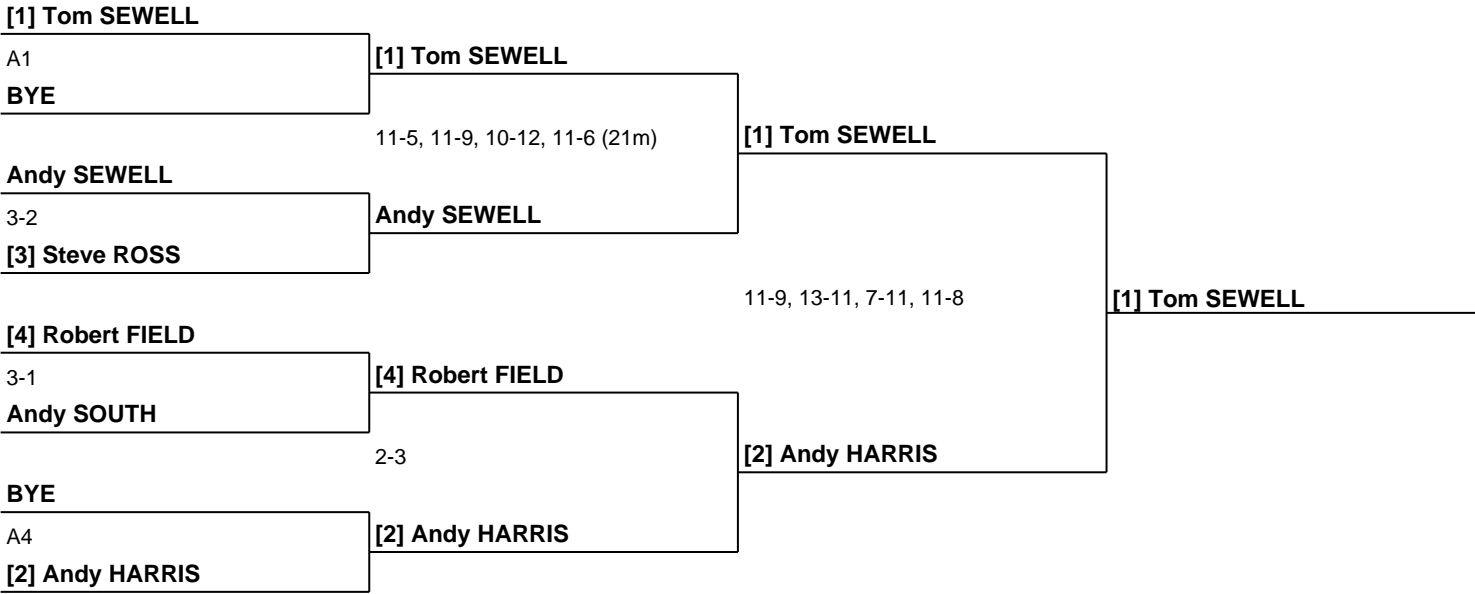 [1] Tom SEWELL
A1
BYE
Andy SEWELL
3-2
[3] Steve ROSS
[4] Robert FIELD
3-1
Andy SOUTH
BYE
A4
[2] Andy HARRIS
[1] Tom SEWELL
11-5, 11-9, 10-12, 11-6 (21m)
Andy SEWELL
[4] Robert FIELD
2-3
[2] Andy HARRIS
[1] Tom SEWELL
11-9, 13-11, 7-11, 11-8
[2] Andy HARRIS
[1] Tom SEWELL